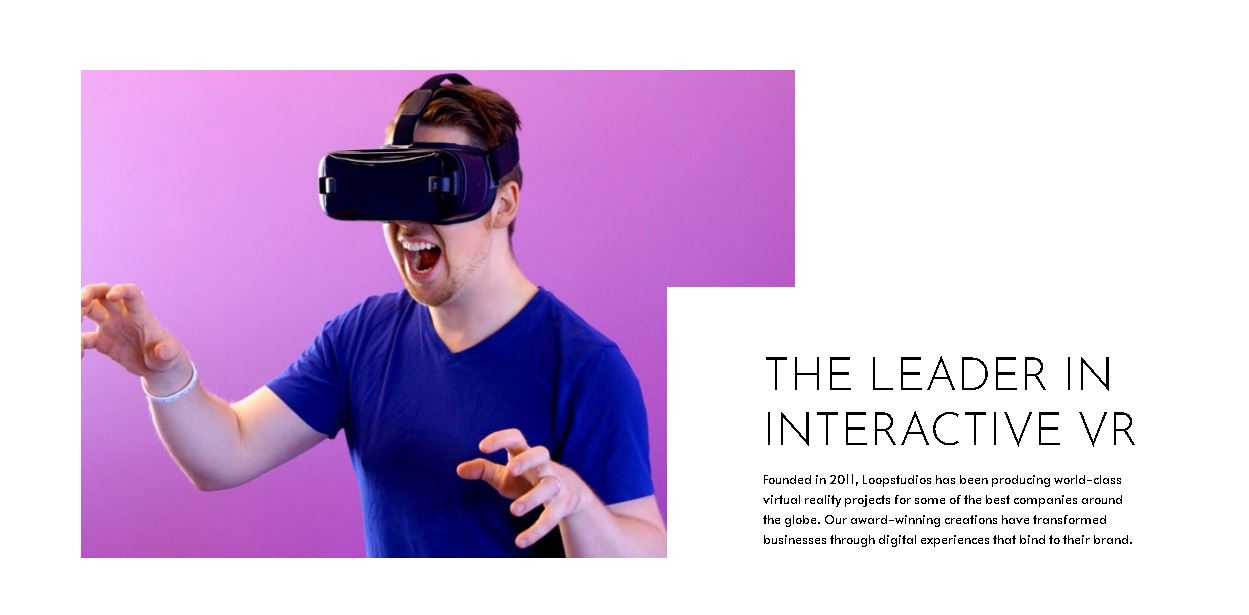 THE LEADER IN
INTERACTIVE VR
Founded in 2011, Loopstudios has been producing world-class
virtual reality projects for some of the best companies around
the globe. Our award-winning creations have transformed
businesses through digital experiences that bind to their brand.